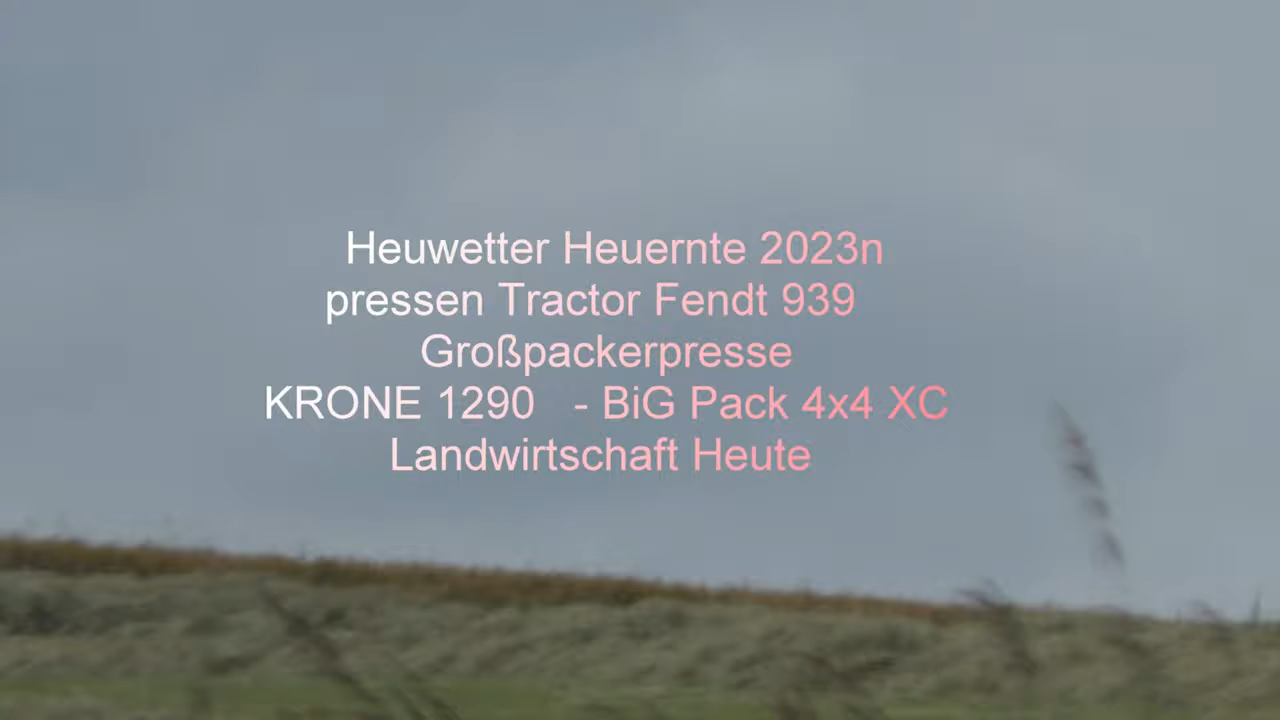 Heuwetter Heuernte 2023n
pressen Tractor Fendt 939
Großpackerpresse
KRONE 1290 - BiG Pack 4x4 XC
Landwirtschaft Heute